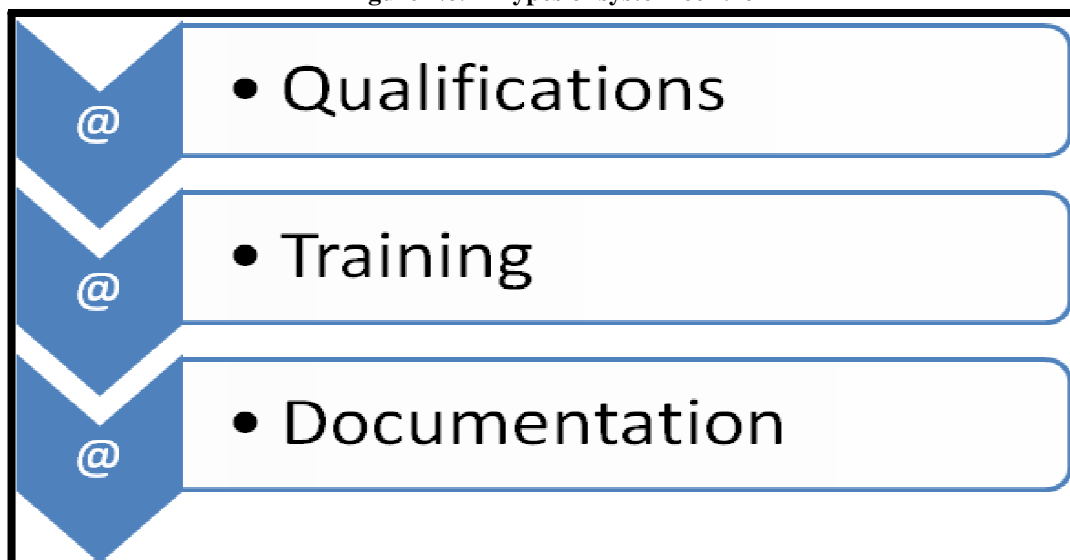 @
• Qualifications
@
• Training
@
• Documentation